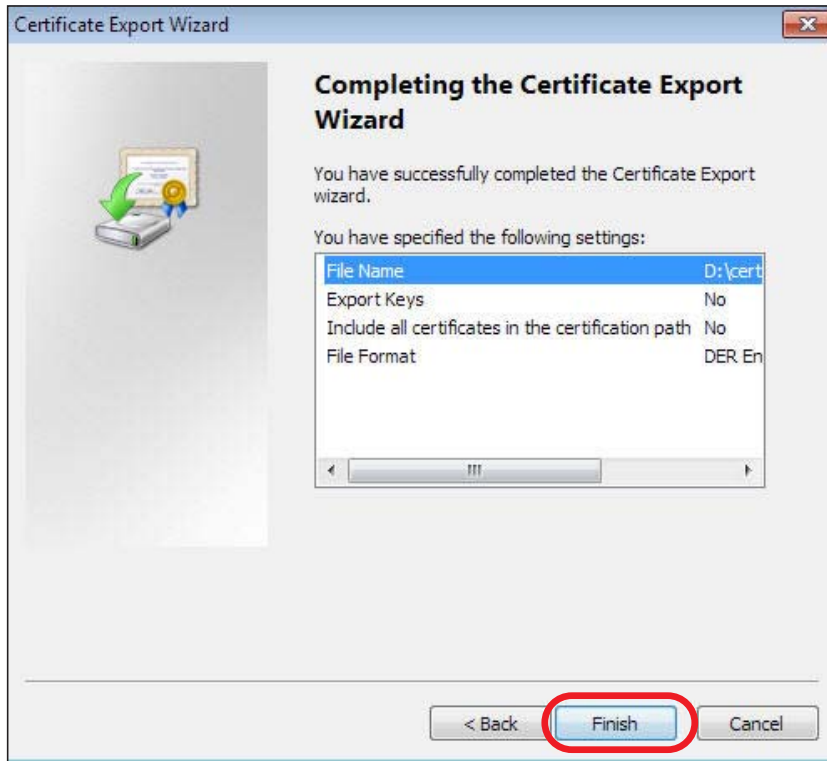 Certificate Export Wizard
Completing the Certificate Export
Wizard
You have successfully completed the Certificate Export
wizard.
You have specified the following settings:
File Name D:\cert
Export Keys No
Include all certificates in the certification path No
File Format DER En
< Back Finish Cancel